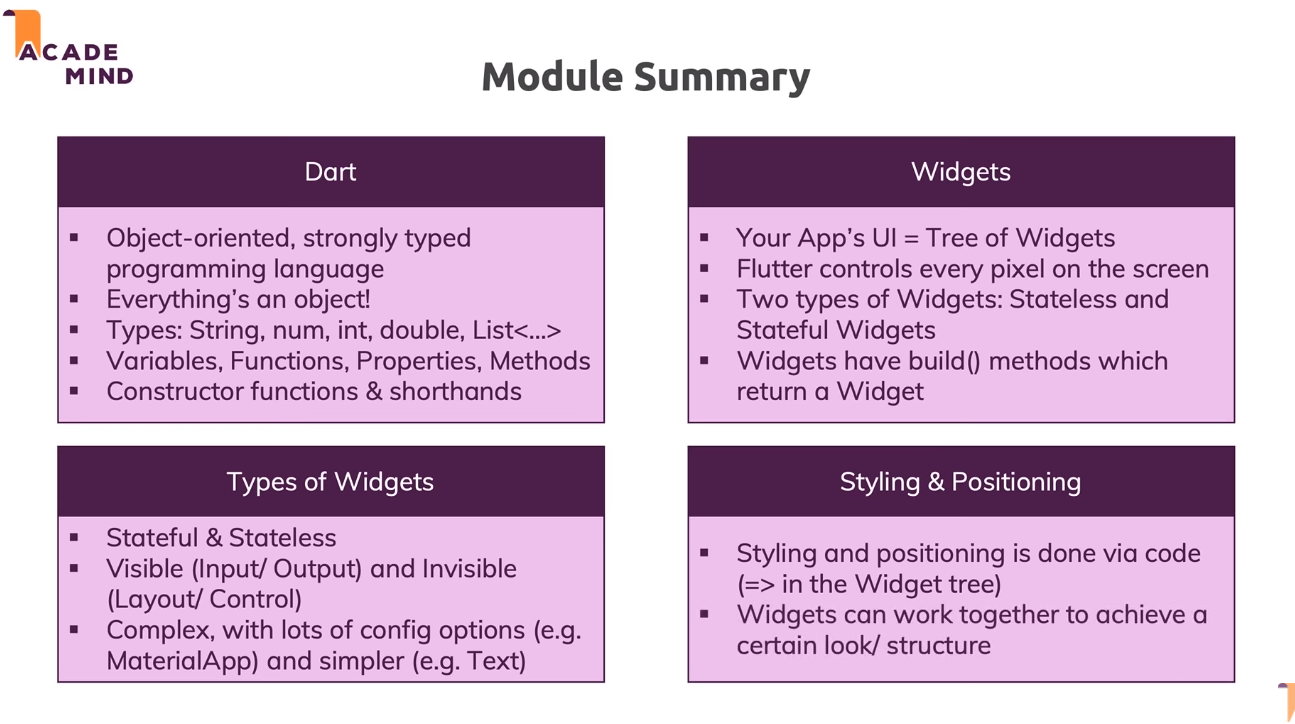 ACADE
MIND
Module Summary
Dart
▪ Object-oriented, strongly typed
programming language
▪ Everything’s an object!
▪ Types: String, num, int, double, List<...>
▪ Variables, Functions, Properties, Methods
▪ Constructor functions & shorthands
Widgets
▪ Your App’s UI = Tree of Widgets
▪ Flutter controls every pixel on the screen
▪ Two types of Widgets: Stateless and
Stateful Widgets
▪ Widgets have build() methods which
return a Widget
Types of Widgets
▪ Stateful & Stateless
▪ Visible (Input/ Output) and Invisible
(Layout/ Control)
▪ Complex, with lots of config options (e.g.
MaterialApp) and simpler (e.g. Text)
Styling & Positioning
▪ Styling and positioning is done via code
(=> in the Widget tree)
▪ Widgets can work together to achieve a
certain look/ structure